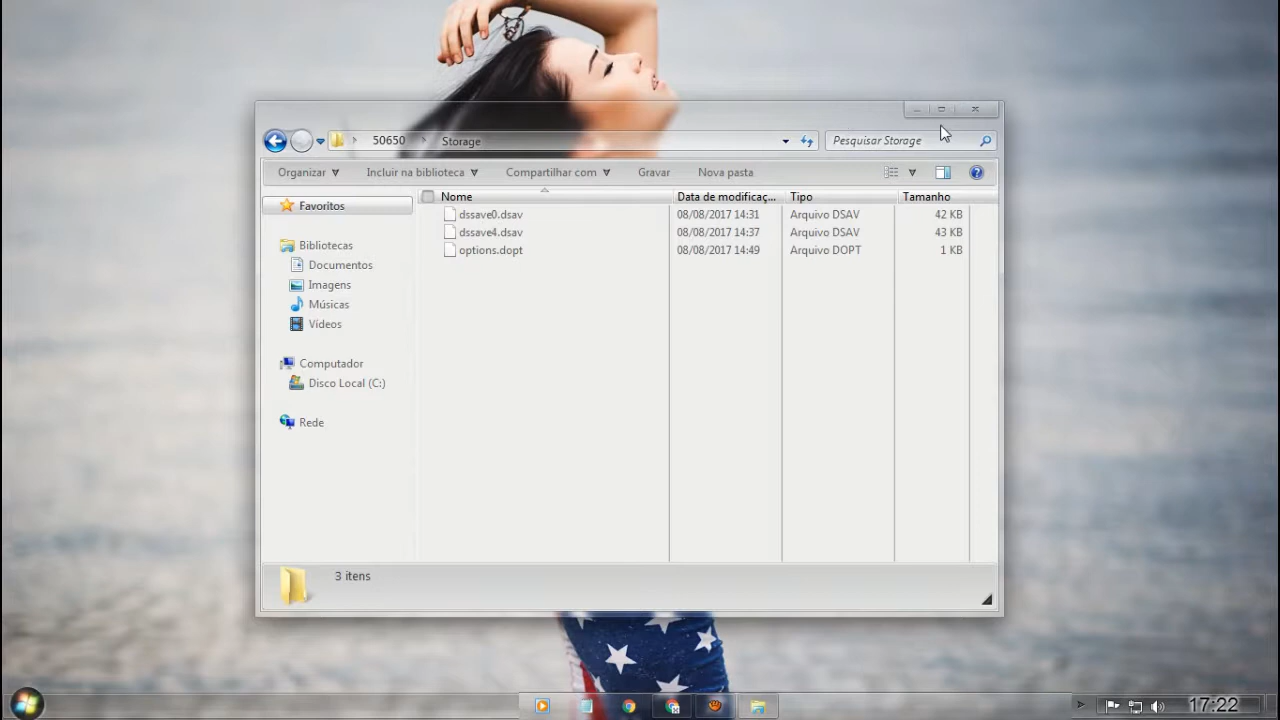 50650 Storage Pesquisar Storage
Organizar Incluir na biblioteca Compartilhar com Gravar Nova pasta
Nome Data de modificaç... Tipo Tamanho
Favoritos
dssave0.dsav 08/08/2017 14:31 Arquivo DSAV 42 KB
dssave4.dsav 08/08/2017 14:37 Arquivo DSAV 43 KB
options.dopt 08/08/2017 14:49 Arquivo DOPT 1 KB
Bibliotecas
Documentos
Imagens
Músicas
Vídeos
Computador
Disco Local (C:)
Rede
3 itens
17:22